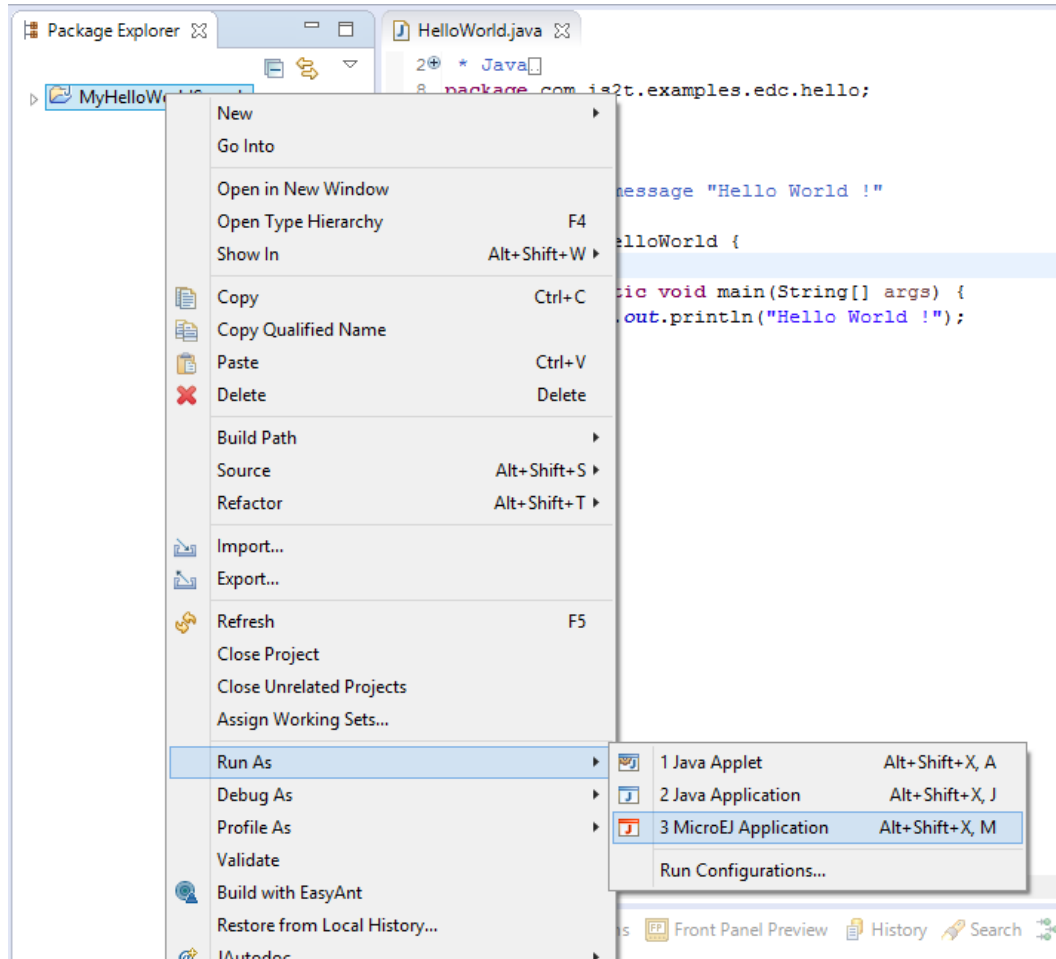 Package Explorer
HelloWorld.java
2 * Java
8 package com.is2t.examples.edc.hello;
MyHelloWo
message "Hello World !"
elloWorld {
tic void main(String[] args) {
.out.println("Hello World !");
New
Go Into
Open in New Window
Open Type Hierarchy F4
Show In Alt+Shift+W
Copy Ctrl+C
Copy Qualified Name
Paste Ctrl+V
Delete Delete
Build Path
Source Alt+Shift+S
Refactor Alt+Shift+T
Import...
Export...
Refresh F5
Close Project
Close Unrelated Projects
Assign Working Sets...
Run As
Debug As
Profile As
Validate
Build with EasyAnt
Restore from Local History...
JAutodoc
1 Java Applet Alt+Shift+X, A
2 Java Application Alt+Shift+X, J
3 MicroEJ Application Alt+Shift+X, M
Run Configurations...
ns Front Panel Preview History Search